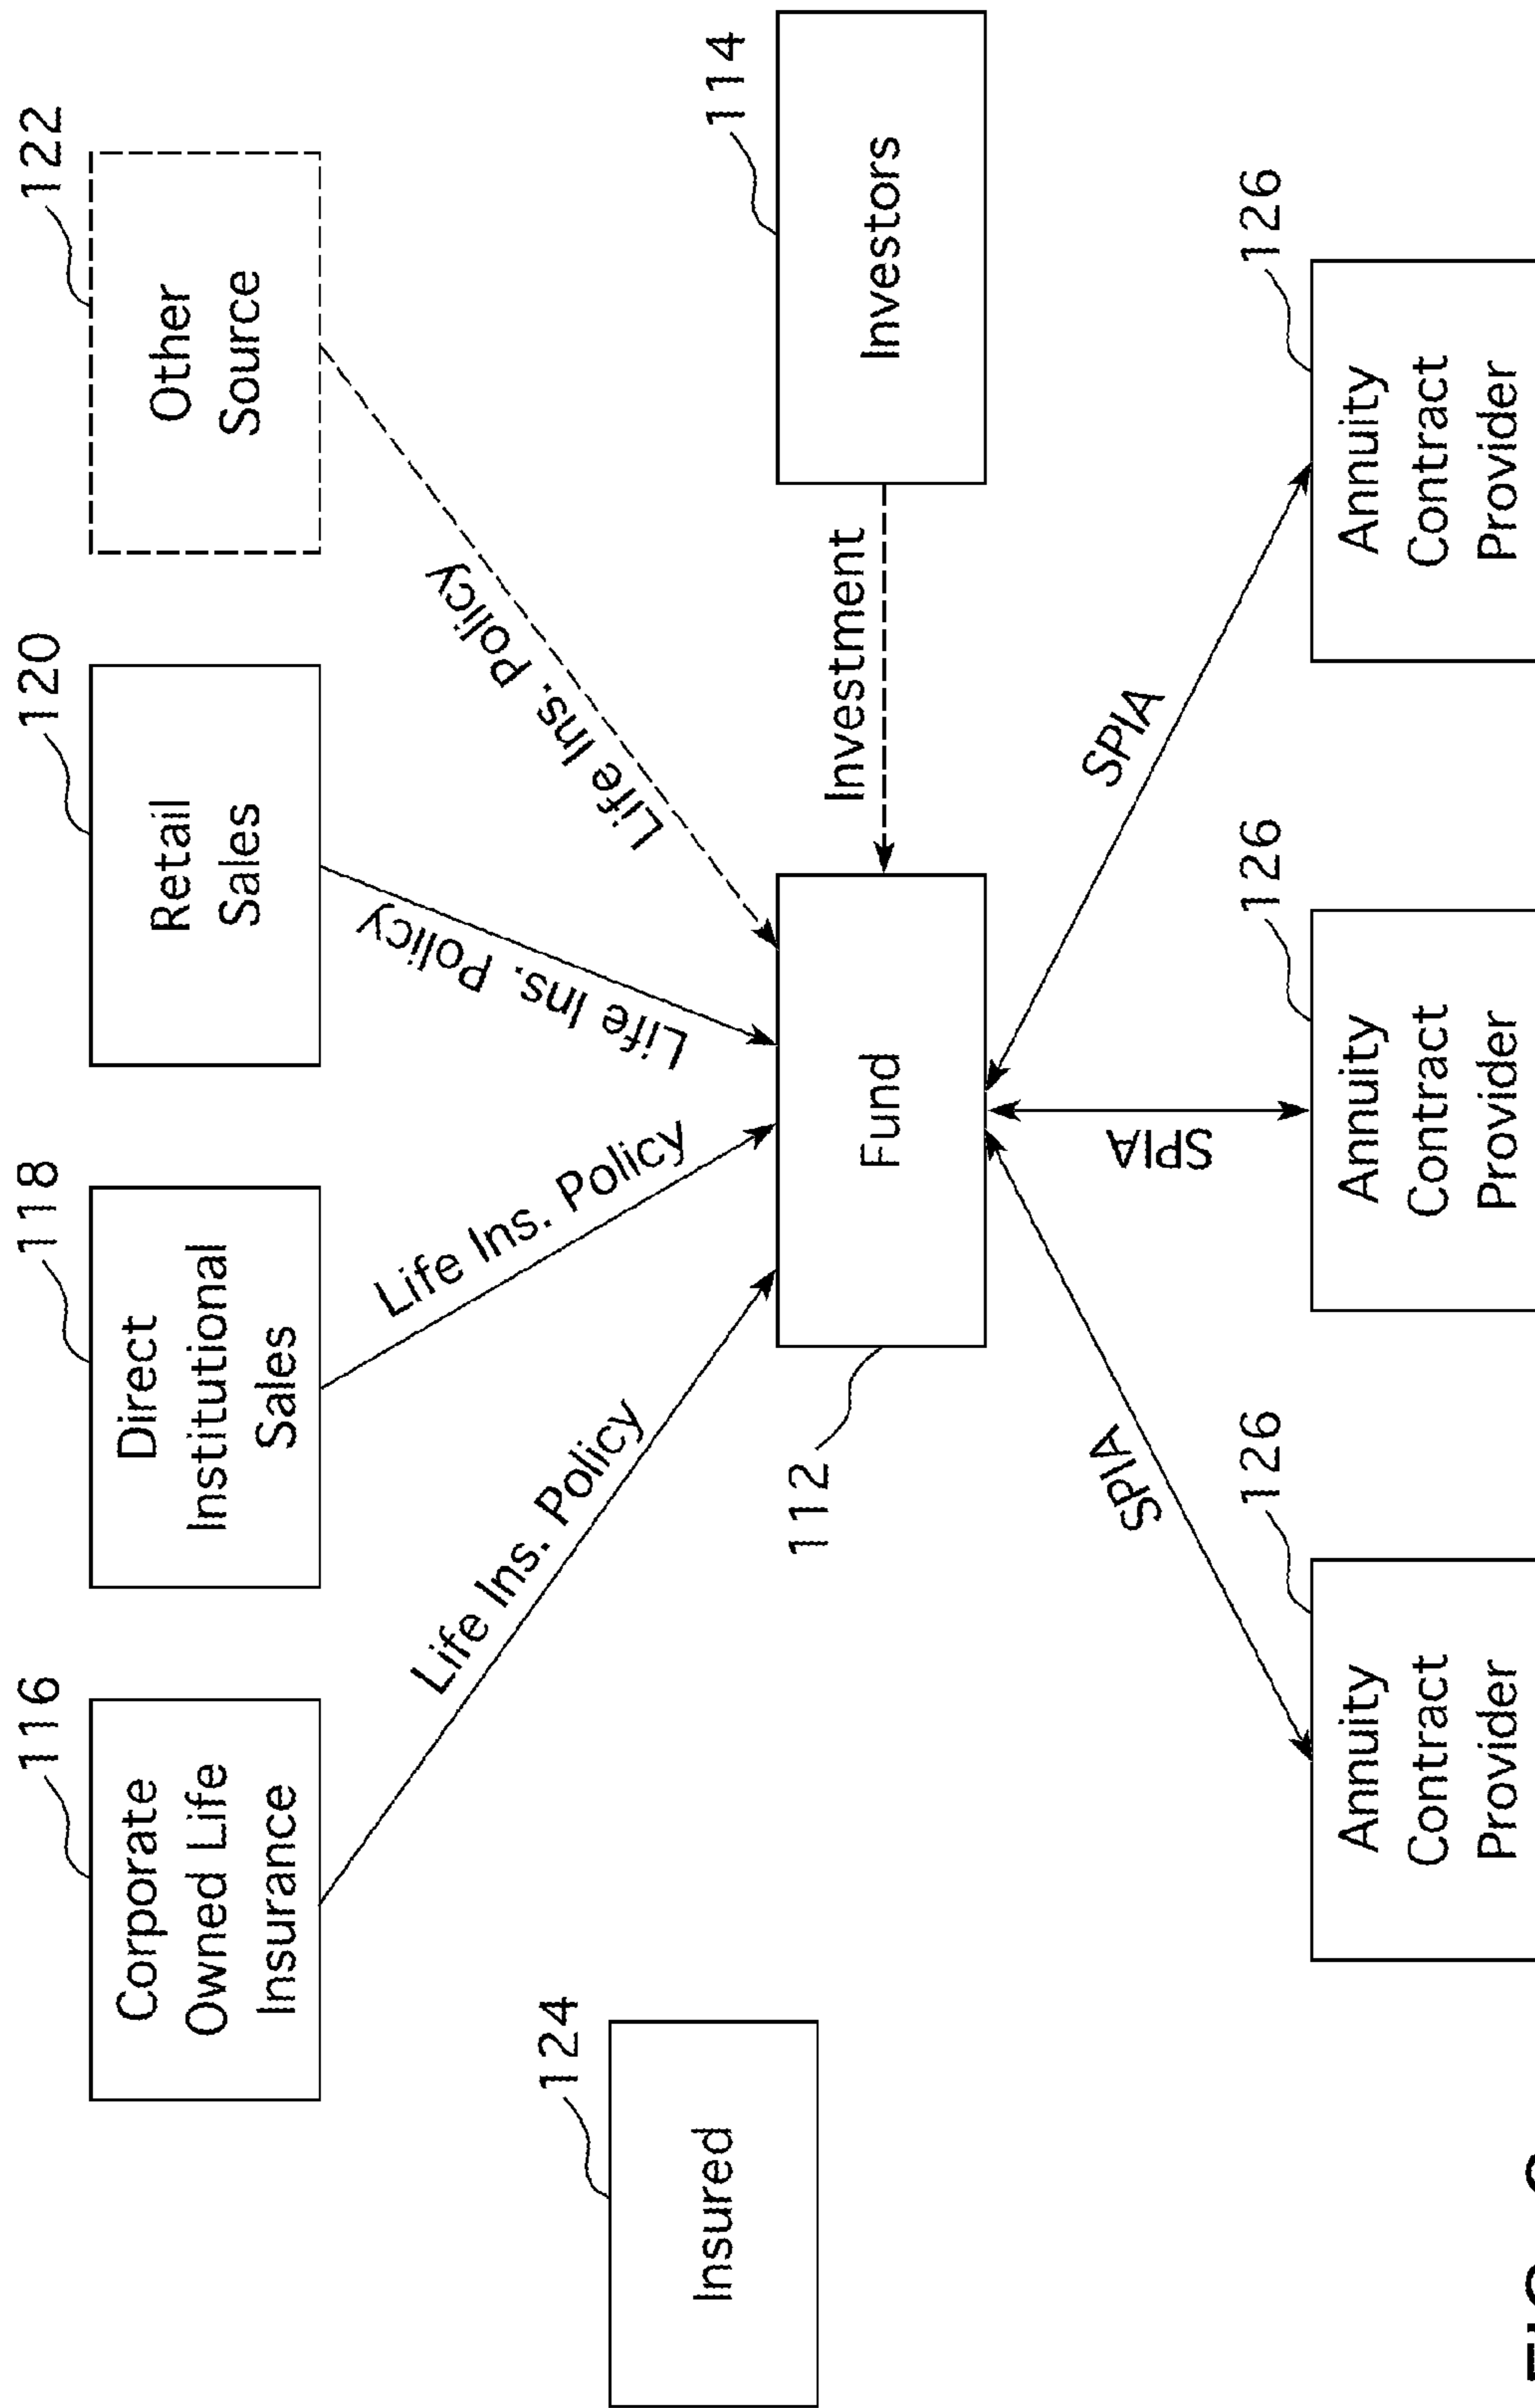 116
Corporate
Owned Life
Insurance
118
Direct
Institutional
Sales
120
Retail
Sales
122
Other
Source
Life Ins. Policy
Life Ins. Policy
Life Ins. Policy
Life Ins. Policy
124
Insured
112
Fund
Investment
114
Investors
SPIA
SPIA
SPIA
126
Annuity
Contract
Provider
126
Annuity
Contract
Provider
126
Annuity
Contract
Provider